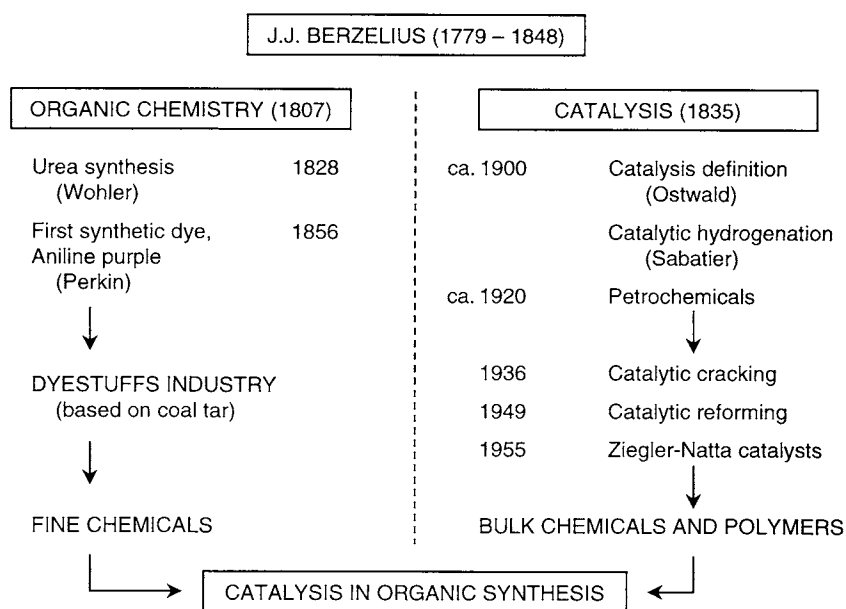 J.J. BERZELIUS (1779 – 1848)
ORGANIC CHEMISTRY (1807)
Urea synthesis 1828
(Wohler)
First synthetic dye, 1856
Aniline purple
(Perkin)
DYESTUFFS INDUSTRY
(based on coal tar)
FINE CHEMICALS
CATALYSIS (1835)
ca. 1900 Catalysis definition
(Ostwald)
Catalytic hydrogenation
(Sabatier)
ca. 1920 Petrochemicals
1936 Catalytic cracking
1949 Catalytic reforming
1955 Ziegler-Natta catalysts
BULK CHEMICALS AND POLYMERS
CATALYSIS IN ORGANIC SYNTHESIS